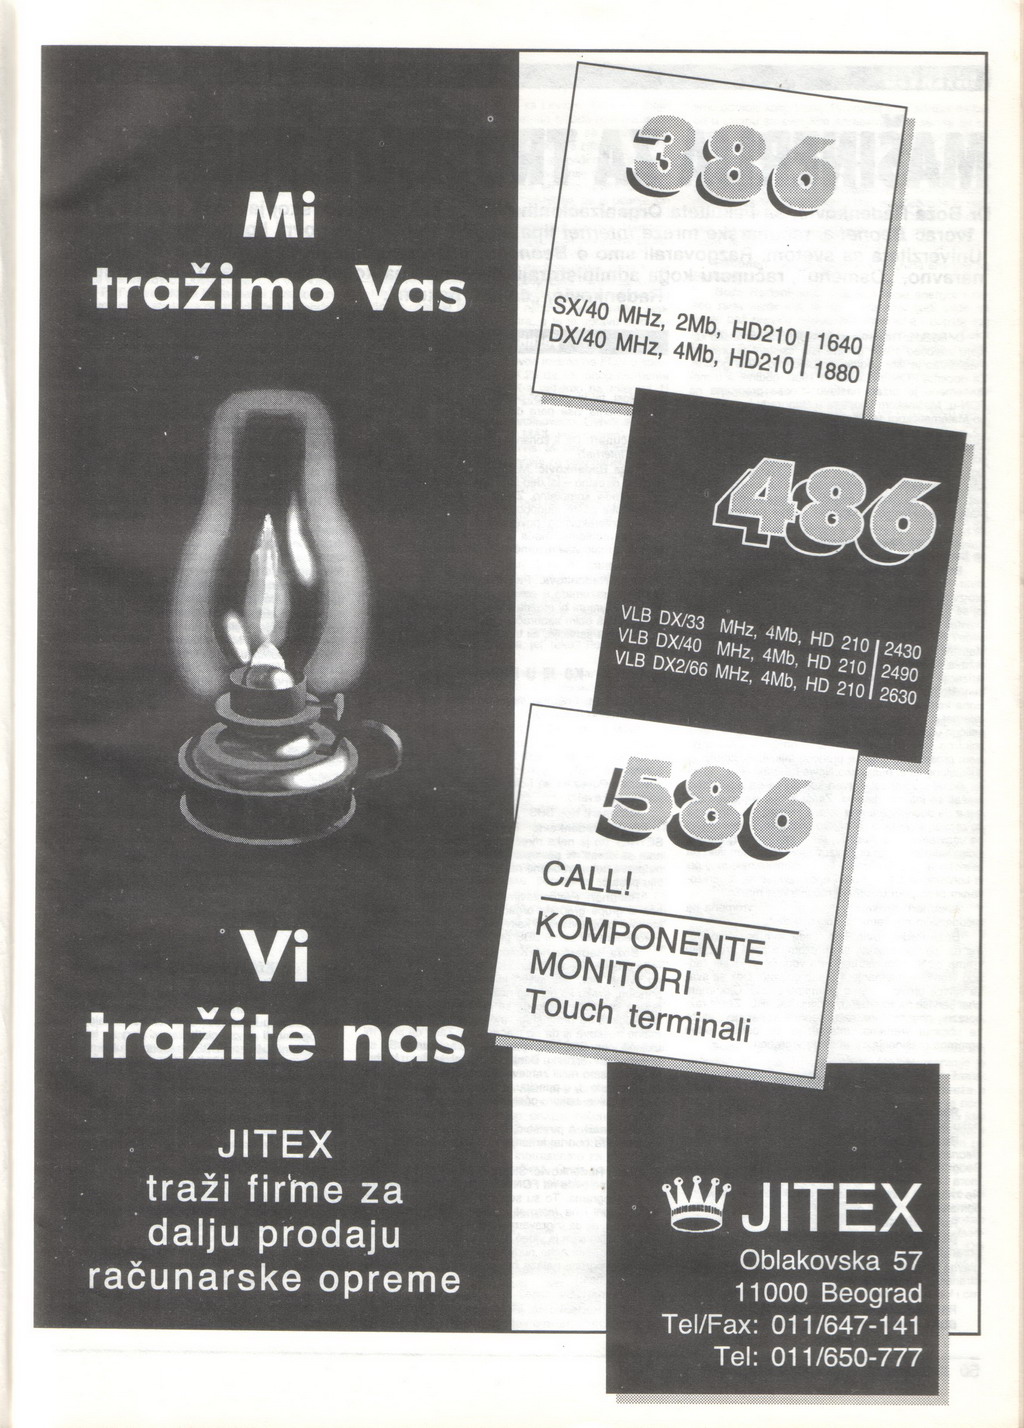 Mi
tražimo Vas
Vi
tražite nas
JITEX
traži firme za
dalju prodaju
računarske opreme
386
SX/40 MHz, 2Mb, HD210 | 1640
DX/40 MHz, 4Mb, HD210 | 1880
486
VLB DX/33 MHz, 4Mb, HD 210 | 2430
VLB DX/40 MHz, 4Mb, HD 210 | 2490
VLB DX2/66 MHz, 4Mb, HD 210 | 2630
586
CALL!
KOMPONENTE
MONITORI
Touch terminali
JITEX
Oblakovska 57
11000 Beograd
Tel/Fax: 011/647-141
Tel: 011/650-777